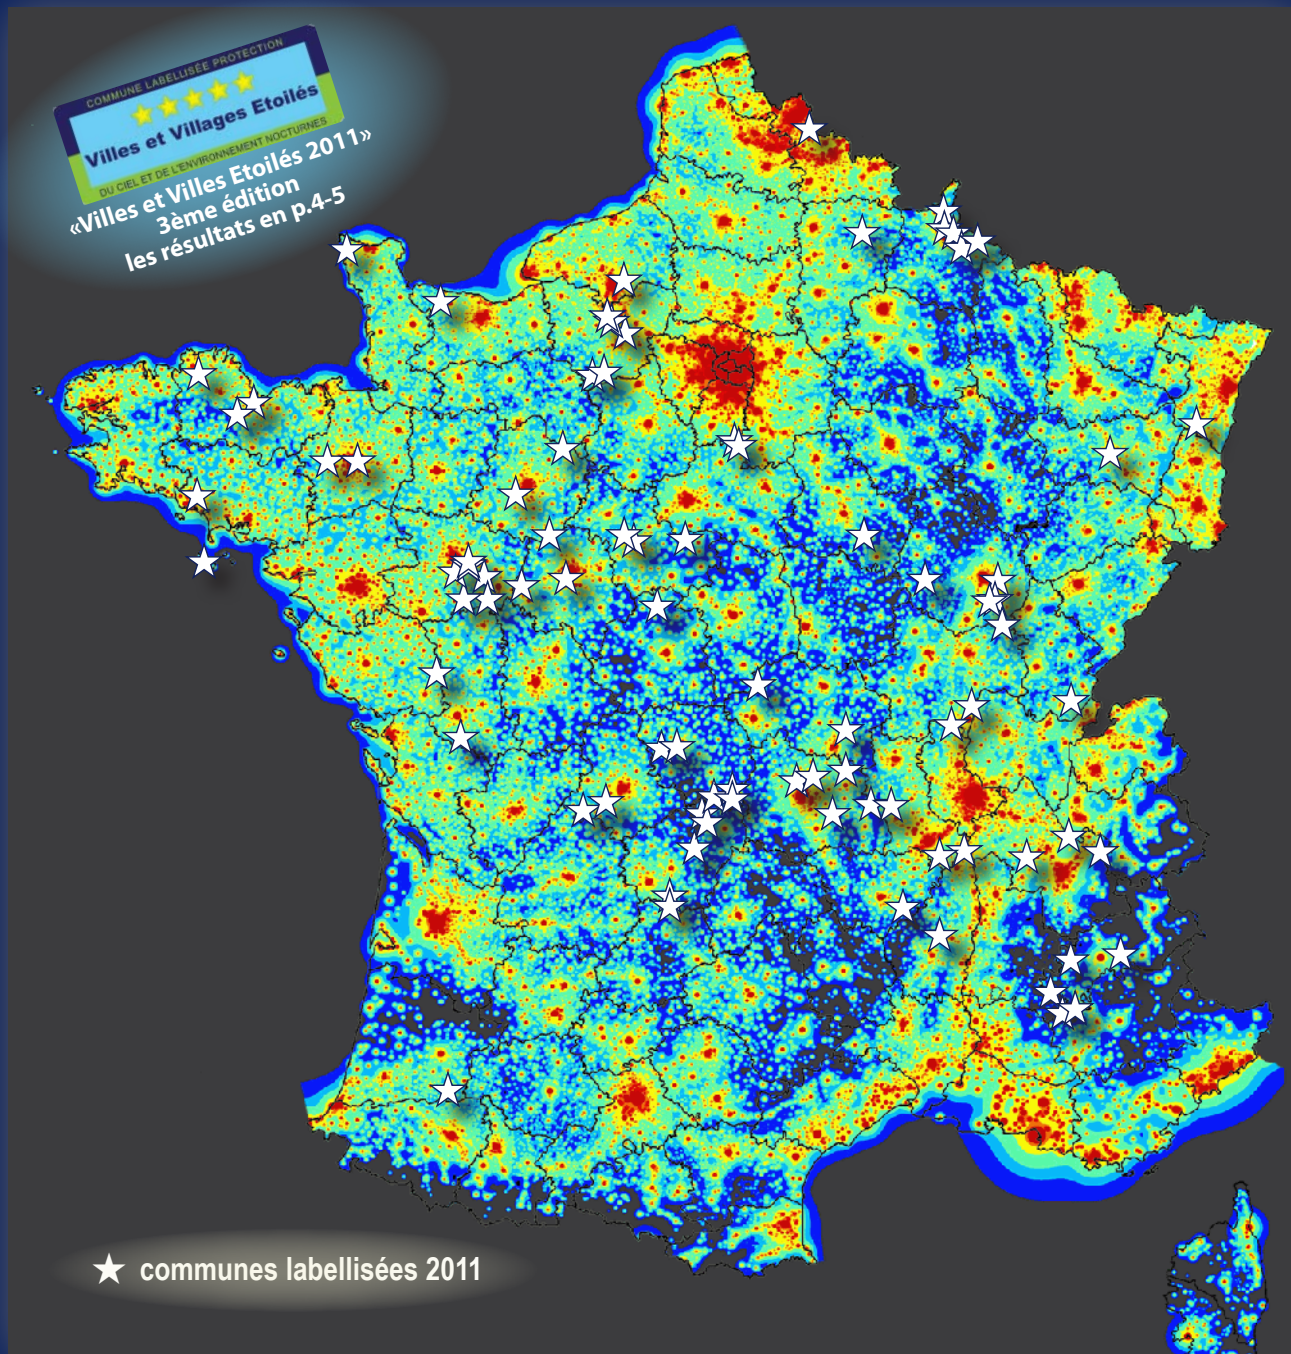 COMMUNE LABELLISÉE PROTECTION
Villes et Villages Etoilés
DU CIEL ET DE L'ENVIRONNEMENT NOCTURNES
«Villes et Villes Etoilés 2011»
3ème édition
les résultats en p.4-5
communes labellisées 2011